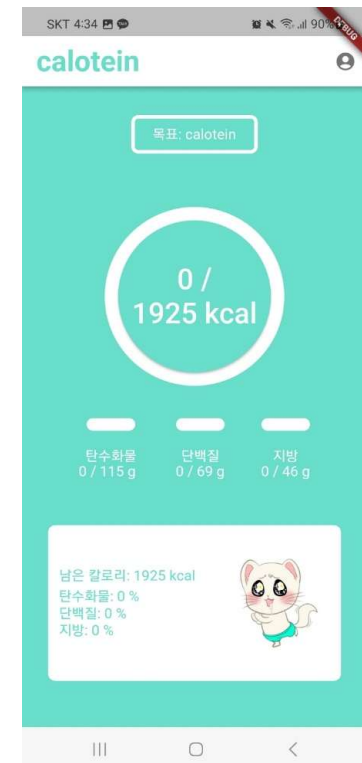 SKT 4:34
90%
DEBUG
calotein
목표: calotein
0 /
1925 kcal
탄수화물
0 / 115 g
단백질
0 / 69 g
지방
0 / 46 g
남은 칼로리: 1925 kcal
탄수화물: 0 %
단백질: 0 %
지방: 0 %